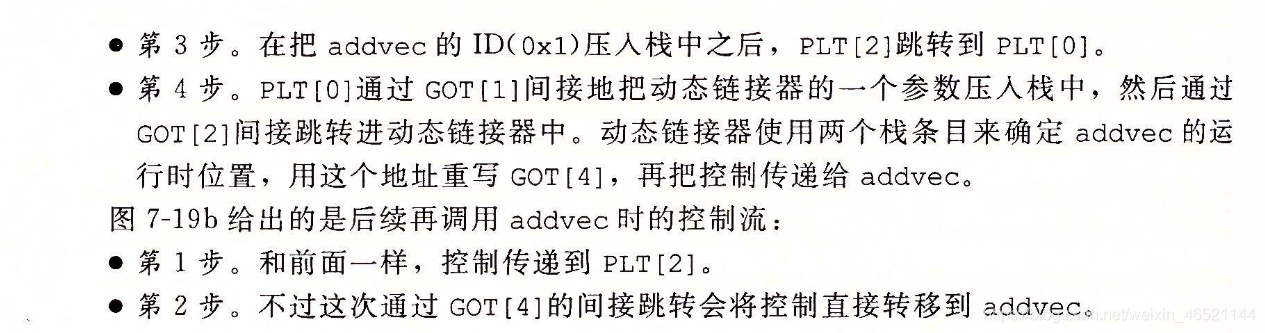 ● 第 3 步。在把 addvec 的 ID(0x1)压入栈中之后，PLT[2]跳转到 PLT[0]。
● 第 4 步。PLT[0]通过 GOT[1]间接地把动态链接器的一个参数压入栈中，然后通过
GOT[2]间接跳转进动态链接器中。动态链接器使用两个栈条目来确定 addvec 的运
行时位置，用这个地址重写 GOT[4]，再把控制传递给 addvec。
图 7-19b 给出的是后续再调用 addvec 时的控制流：
● 第 1 步。和前面一样，控制传递到 PLT[2]。
● 第 2 步。不过这次通过 GOT[4]的间接跳转会将控制直接转移到 addvec。
https://blog.csdn.net/weixin_46521144